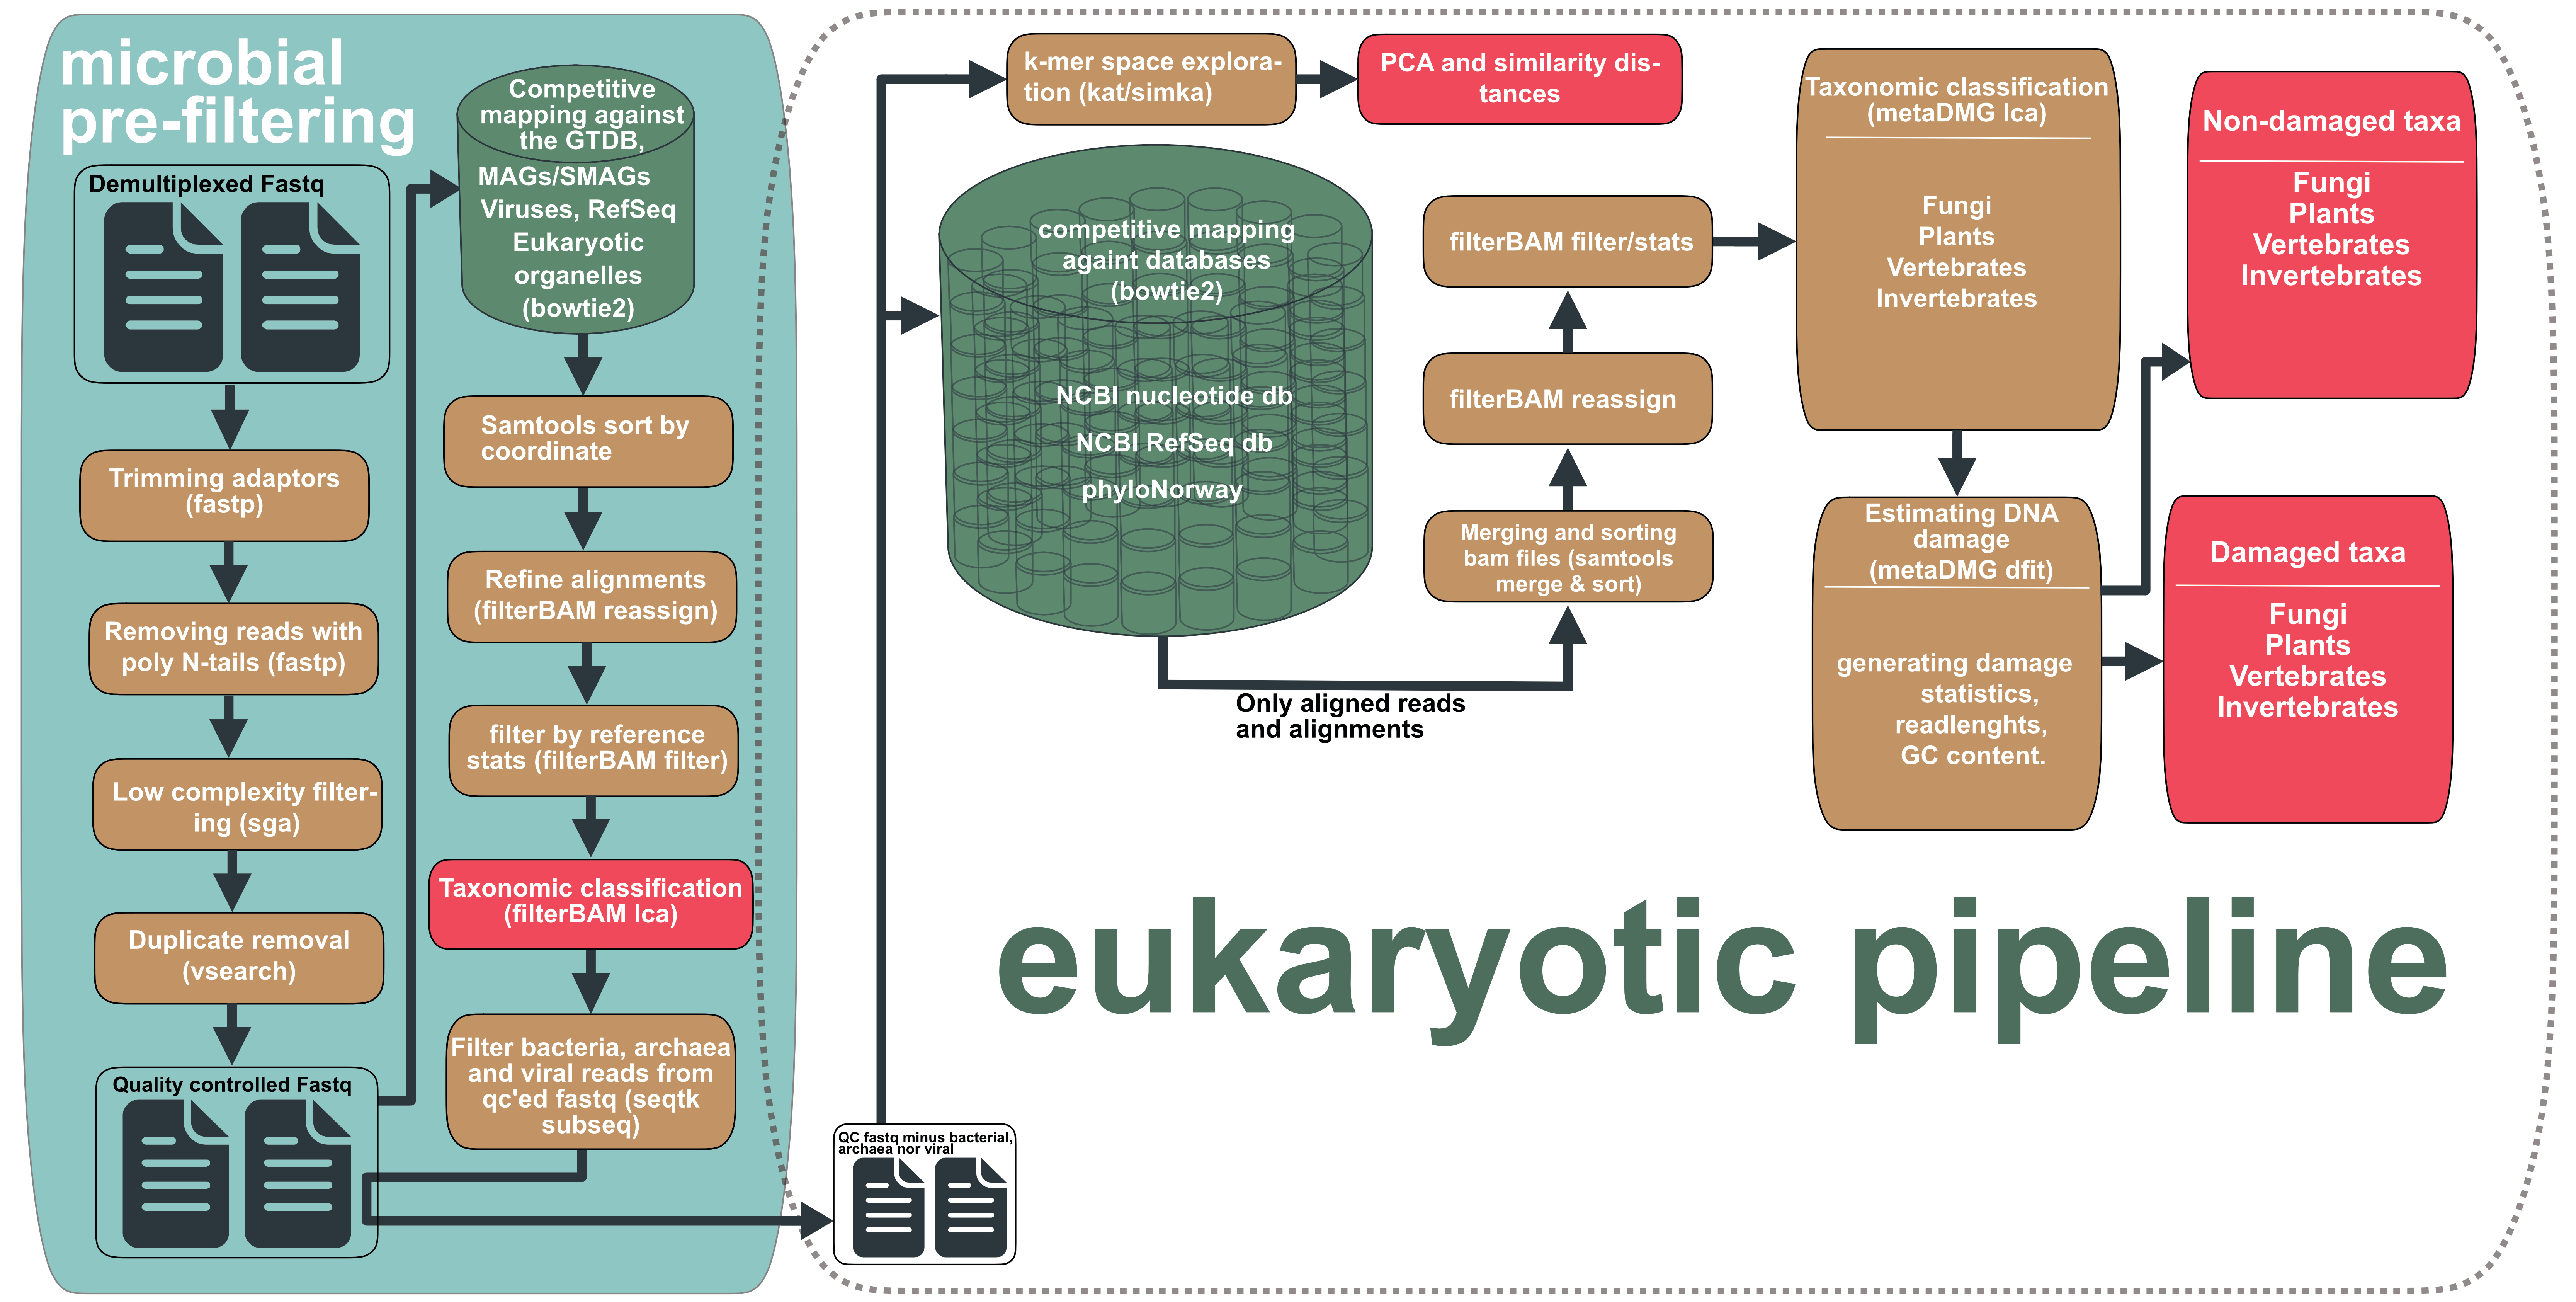 microbial
pre-filtering
Demultiplexed Fastq
Trimming adaptors
(fastp)
Removing reads with
poly N-tails (fastp)
Low complexity filter-
ing (sga)
Duplicate removal
(vsearch)
Quality controlled Fastq
Competitive
mapping against
the GTDB,
MAGs/SMAGs
Viruses, RefSeq
Eukaryotic
organelles
(bowtie2)
Samtools sort by
coordinate
Refine alignments
(filterBAM reassign)
filter by reference
stats (filterBAM filter)
Taxonomic classification
(filterBAM lca)
Filter bacteria, archaea
and viral reads from
qc'ed fastq (seqtk
subseq)
QC fastq minus bacterial,
archaea nor viral
k-mer space explora-
tion (kat/simka)
PCA and similarity dis-
tances
competitive mapping
againt databases
(bowtie2)
NCBI nucleotide db
NCBI RefSeq db
phyloNorway
Only aligned reads
and alignments
Merging and sorting
bam files (samtools
merge & sort)
filterBAM reassign
filterBAM filter/stats
Taxonomic classification
(metaDMG lca)
Fungi
Plants
Vertebrates
Invertebrates
Estimating DNA
damage
(metaDMG dfit)
generating damage
statistics,
readlenghts,
GC content.
Non-damaged taxa
Fungi
Plants
Vertebrates
Invertebrates
Damaged taxa
Fungi
Plants
Vertebrates
Invertebrates
eukaryotic pipeline